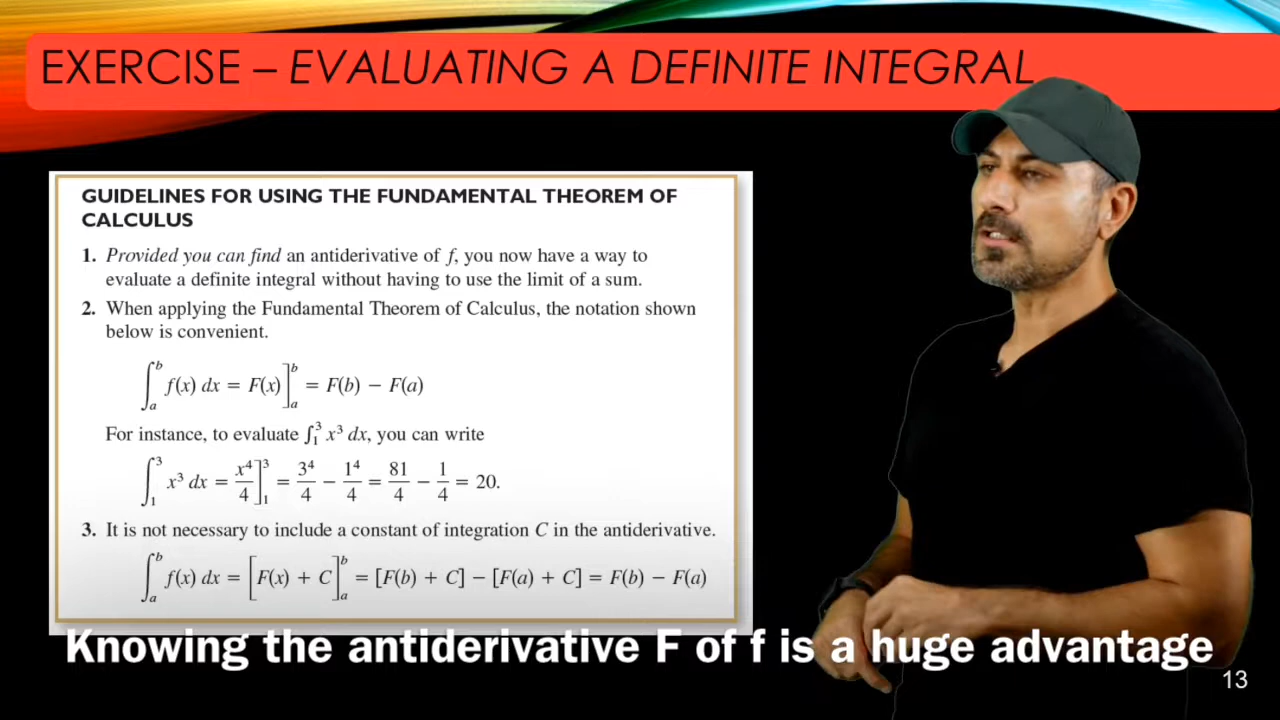 EXERCISE – EVALUATING A DEFINITE INTEGRAL
GUIDELINES FOR USING THE FUNDAMENTAL THEOREM OF
CALCULUS
1. Provided you can find an antiderivative of f, you now have a way to
evaluate a definite integral without having to use the limit of a sum.
2. When applying the Fundamental Theorem of Calculus, the notation shown
below is convenient.
∫_a^b f(x) dx = F(x)]_a^b = F(b) − F(a)
For instance, to evaluate ∫_1^3 x³ dx, you can write
∫_1^3 x³ dx = x⁴/4]_1^3 = 3⁴/4 − 1⁴/4 = 81/4 − 1/4 = 20.
3. It is not necessary to include a constant of integration C in the antiderivative.
∫_a^b f(x) dx = [F(x) + C]_a^b = [F(b) + C] − [F(a) + C] = F(b) − F(a)
Knowing the antiderivative F of f is a huge advantage
13